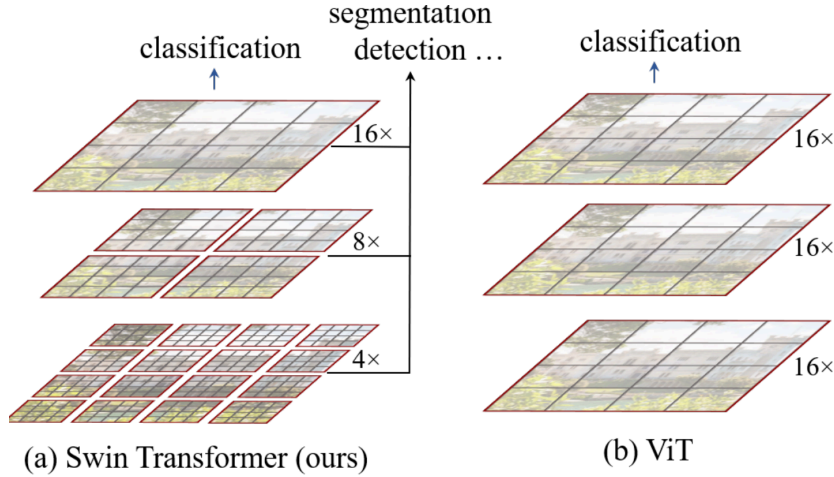 segmentation
detection …
classification
16×
8×
4×
(a) Swin Transformer (ours)
classification
16×
16×
16×
(b) ViT